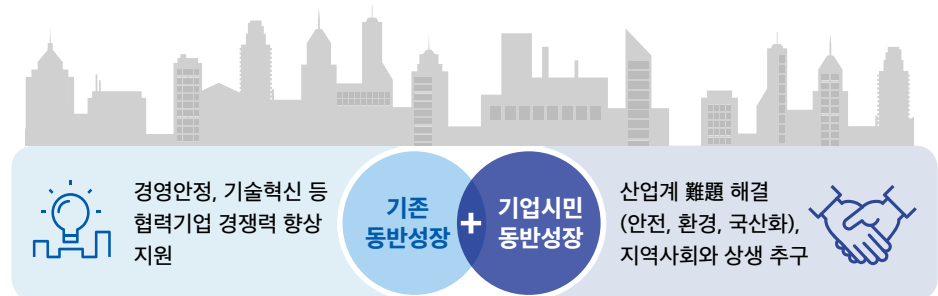 경영안정, 기술혁신 등
협력기업 경쟁력 향상
지원
기존
동반성장
+
기업시민
동반성장
산업계 難題 해결
(안전, 환경, 국산화),
지역사회와 상생 추구